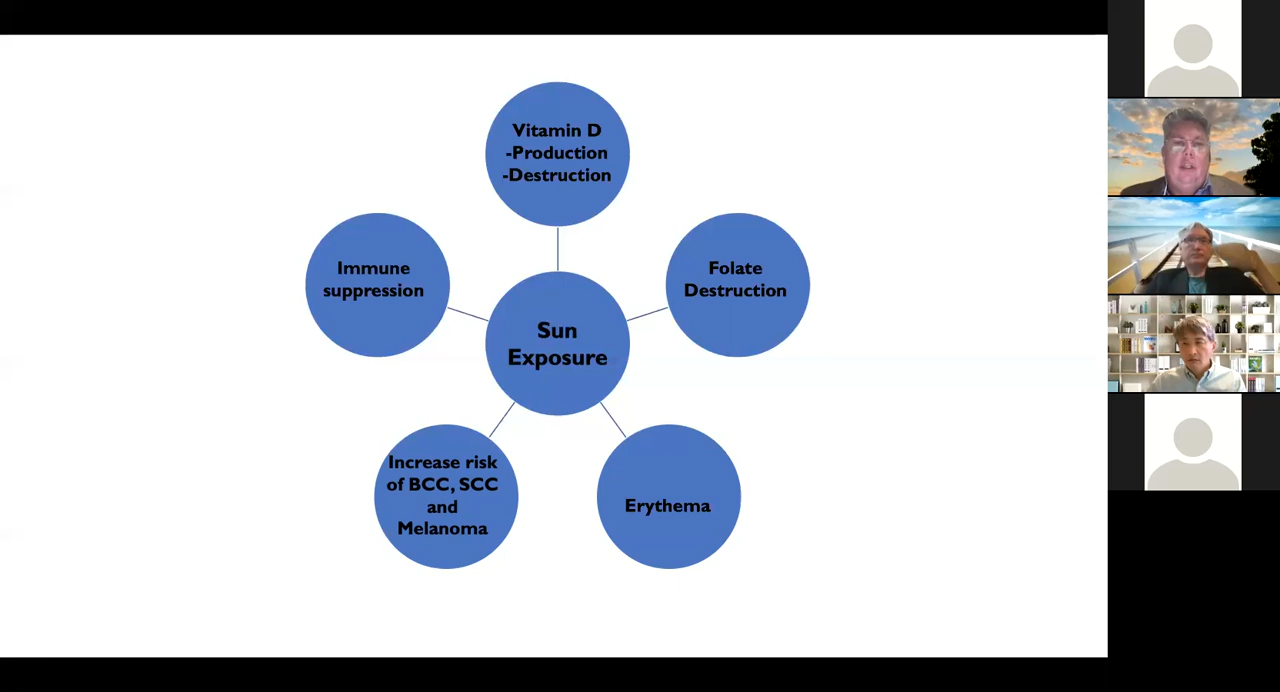 Vitamin D
-Production
-Destruction
Immune
suppression
Folate
Destruction
Sun
Exposure
Increase risk
of BCC, SCC
and
Melanoma
Erythema